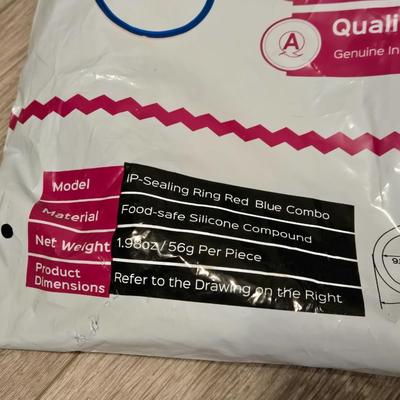 Quali
A
Genuine In
Model IP-Sealing Ring Red Blue Combo
Material Food-safe Silicone Compound
Net Weight 1.98oz / 56g Per Piece
Product Dimensions Refer to the Drawing on the Right